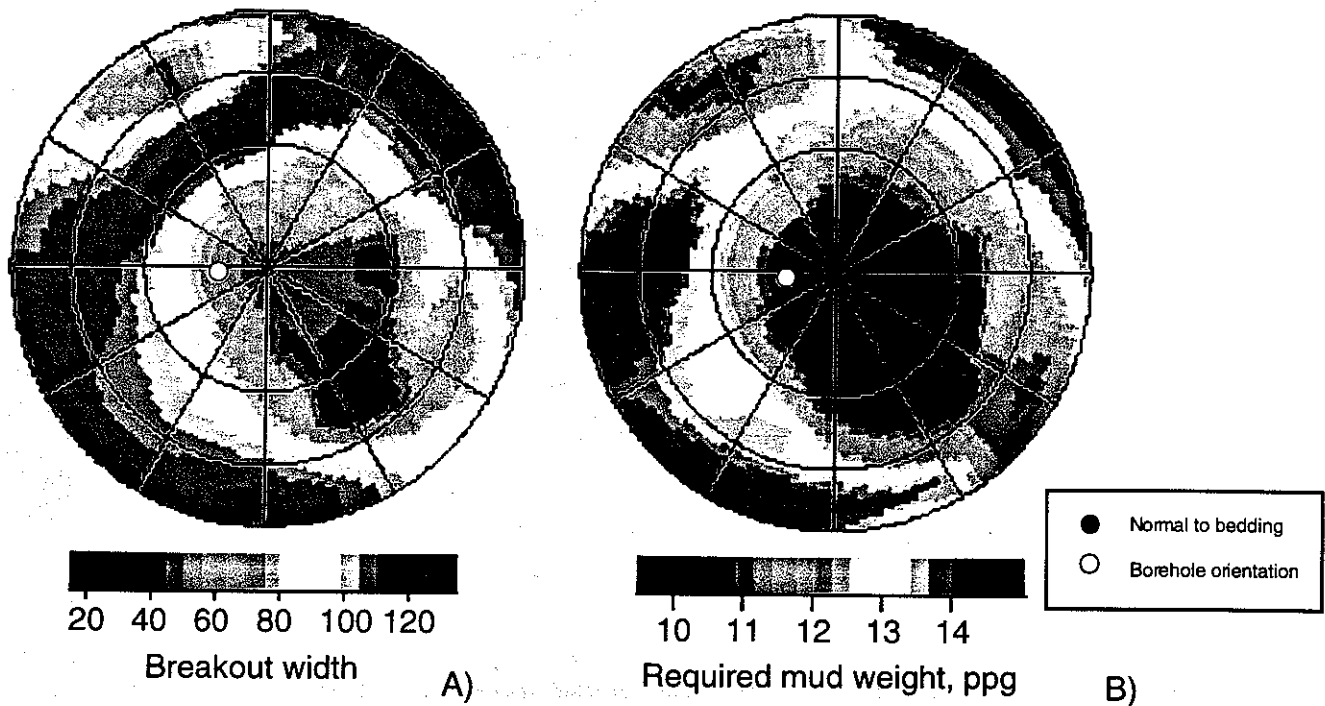 20 40 60 80 100 120
Breakout width
A)
10 11 12 13 14
Required mud weight, ppg
B)
Normal to bedding
Borehole orientation